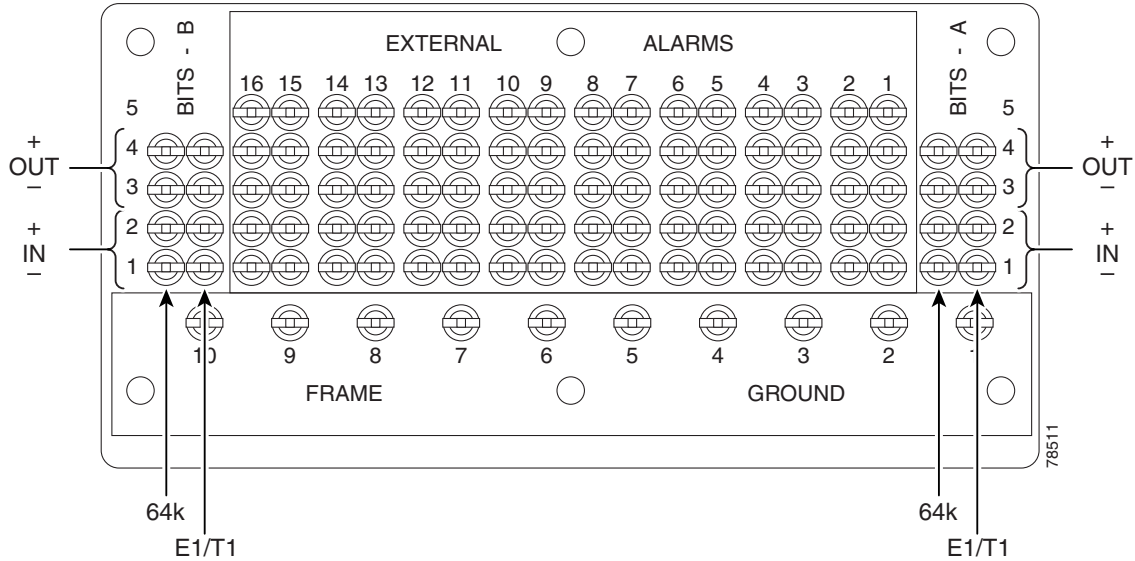 BITS - B
EXTERNAL ALARMS
BITS - A
16 15 14 13 12 11 10 9 8 7 6 5 4 3 2 1
5 5
+ 4 4 +
OUT OUT
– 3 3 –
+ 2 2 +
IN IN
– 1 1 –
10 9 8 7 6 5 4 3 2 1
FRAME GROUND
78511
64k 64k
E1/T1 E1/T1